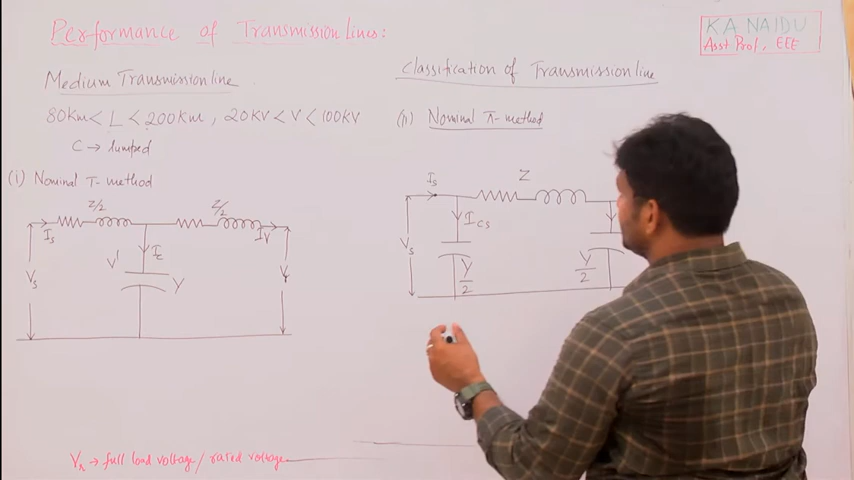 Performance of Transmission Lines:
KA NAIDU
Asst Prof, EEE
Medium Transmission line
80Km < L < 200Km, 20KV < V < 100KV
C → lumped
(i) Nominal T-method
Z/2
Z/2
Is
Ir
Vs
V'
Ic
Y
Vr
Classification of Transmission line
(ii) Nominal π-method
Is
Z
Ics
Vs
Y/2
Y/2
Vs → full load voltage/rated voltage